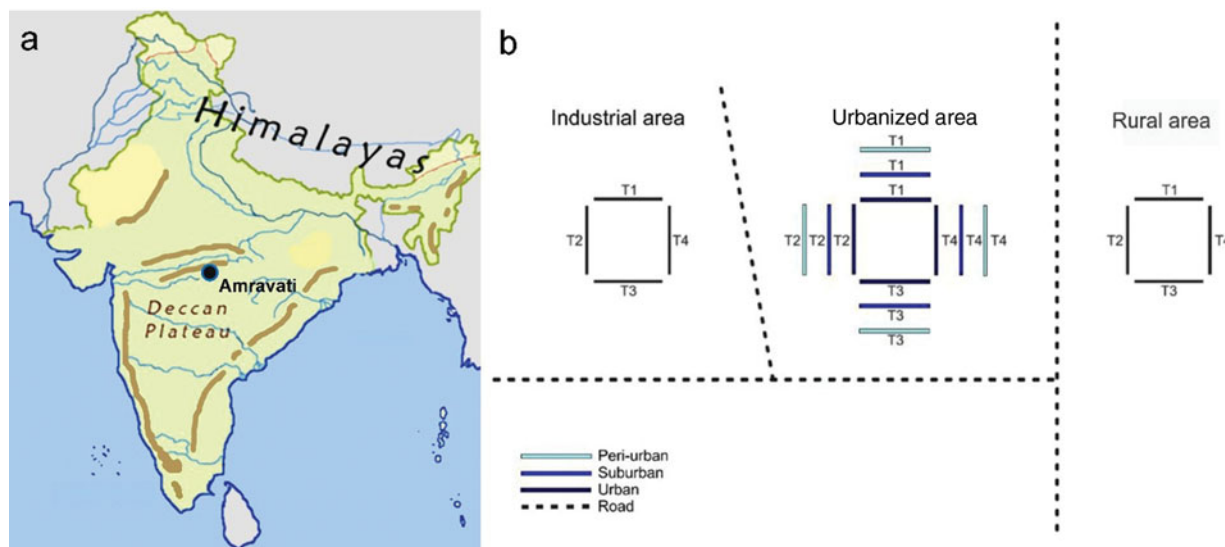 a
Himalayas
Amravati
Deccan
Plateau
b
Industrial area
T1
T2
T4
T3
Urbanized area
T1
T1
T1
T2 T2 T2
T4 T4 T4
T3
T3
T3
Rural area
T1
T2
T4
T3
Peri-urban
Suburban
Urban
Road